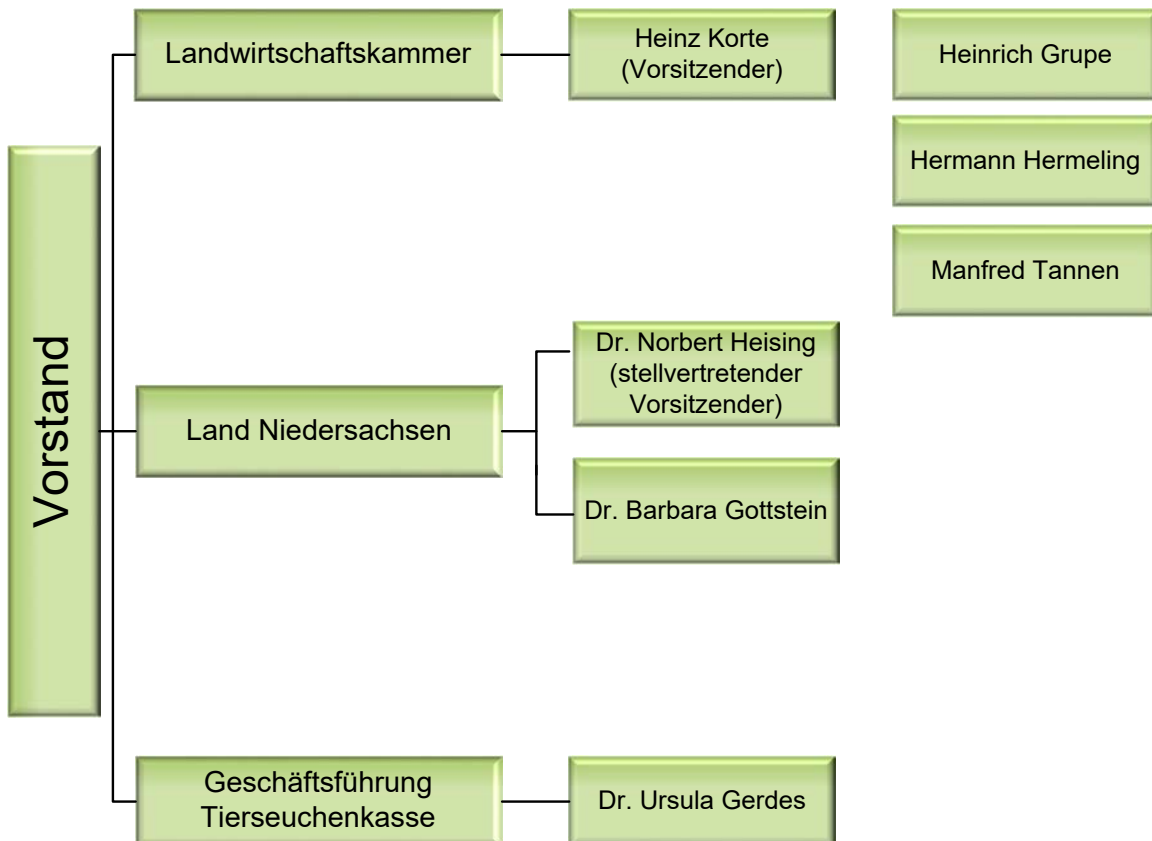 Vorstand
Landwirtschaftskammer
Heinz Korte
(Vorsitzender)
Heinrich Grupe
Hermann Hermeling
Manfred Tannen
Land Niedersachsen
Dr. Norbert Heising
(stellvertretender
Vorsitzender)
Dr. Barbara Gottstein
Geschäftsführung
Tierseuchenkasse
Dr. Ursula Gerdes